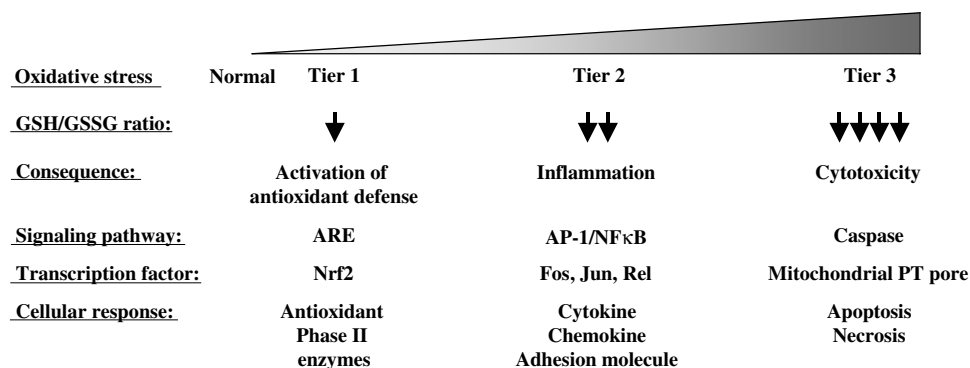 Oxidative stress Normal Tier 1 Tier 2 Tier 3
GSH/GSSG ratio:
Consequence: Activation of Inflammation Cytotoxicity
antioxidant defense
Signaling pathway: ARE AP-1/NFκB Caspase
Transcription factor: Nrf2 Fos, Jun, Rel Mitochondrial PT pore
Cellular response: Antioxidant Cytokine Apoptosis
Phase II Chemokine Necrosis
enzymes Adhesion molecule